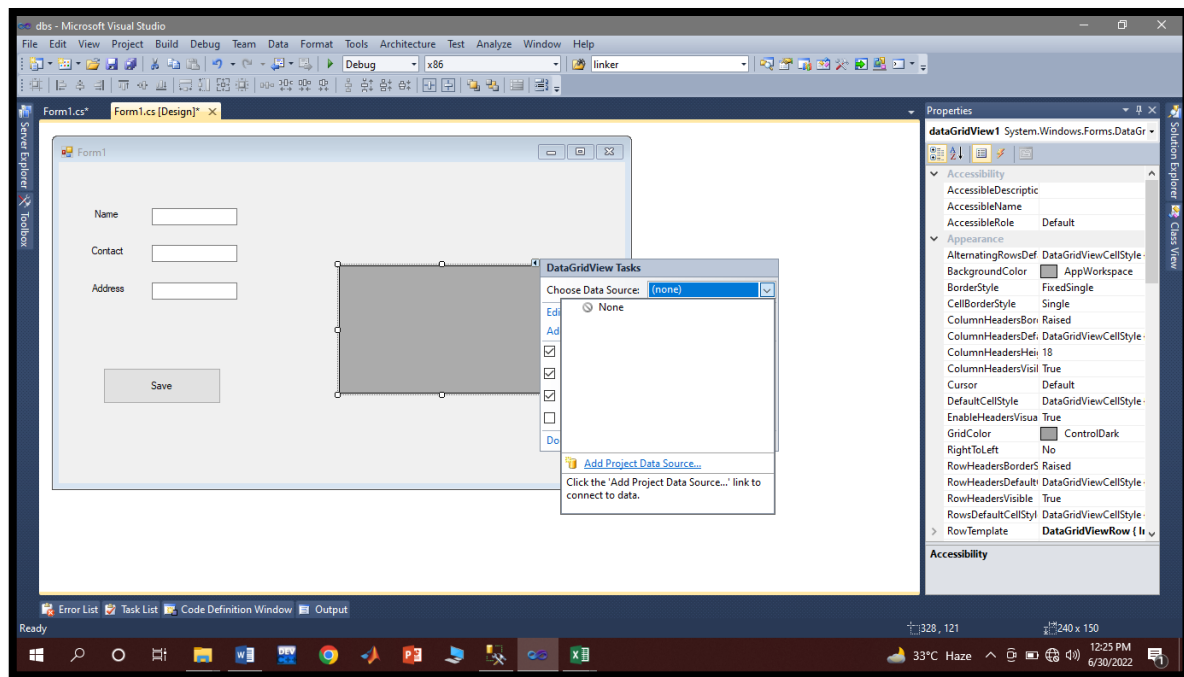 dbs - Microsoft Visual Studio
File Edit View Project Build Debug Team Data Format Tools Architecture Test Analyze Window Help
Debug x86 linker
Form1.cs* Form1.cs [Design]*
Server Explorer
Toolbox
Form1
Name
Contact
Address
Save
DataGridView Tasks
Choose Data Source: (none)
Edi
Ad
Do
None
Add Project Data Source...
Click the 'Add Project Data Source...' link to
connect to data.
Properties
dataGridView1 System.Windows.Forms.DataGr
Accessibility
AccessibleDescriptic
AccessibleName
AccessibleRole Default
Appearance
AlternatingRowsDef DataGridViewCellStyle
BackgroundColor AppWorkspace
BorderStyle FixedSingle
CellBorderStyle Single
ColumnHeadersBor Raised
ColumnHeadersDef DataGridViewCellStyle
ColumnHeadersHei 18
ColumnHeadersVisil True
Cursor Default
DefaultCellStyle DataGridViewCellStyle
EnableHeadersVisua True
GridColor ControlDark
RightToLeft No
RowHeadersBorderS Raised
RowHeadersDefault DataGridViewCellStyle
RowHeadersVisible True
RowsDefaultCellStyl DataGridViewCellStyle
RowTemplate DataGridViewRow { I
Accessibility
Solution Explorer
Class View
Error List Task List Code Definition Window Output
Ready 328 , 121 240 x 150
33°C Haze
12:25 PM
6/30/2022